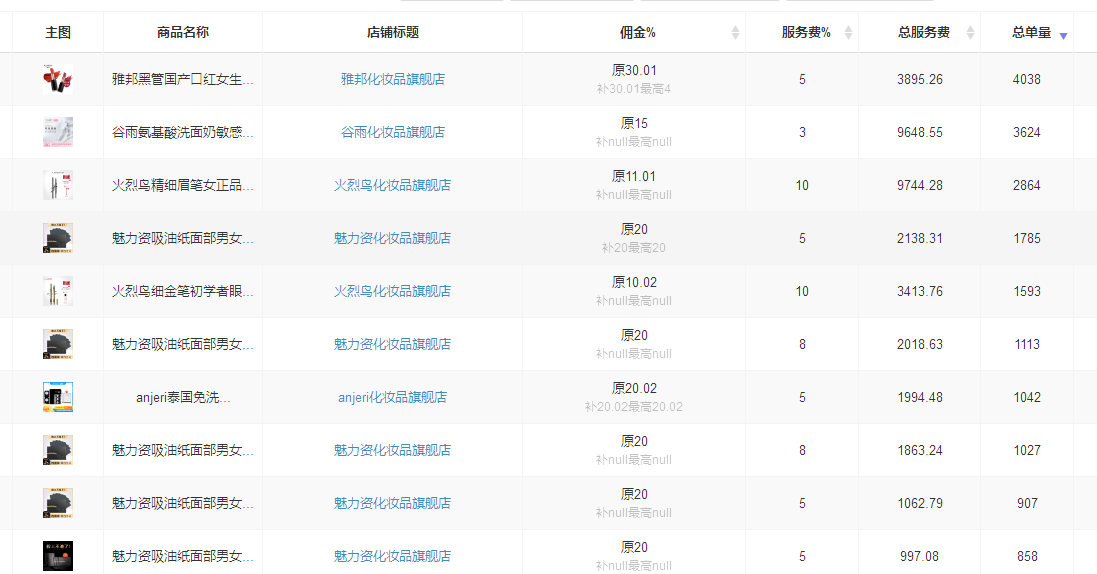 主图 商品名称 店铺标题 佣金% 服务费% 总服务费 总单量
雅邦黑管国产口红女生... 雅邦化妆品旗舰店 原30.01 5 3895.26 4038
补30.01最高4
谷雨氨基酸洗面奶敏感... 谷雨化妆品旗舰店 原15 3 9648.55 3624
补null最高null
火烈鸟精细眉笔女正品... 火烈鸟化妆品旗舰店 原11.01 10 9744.28 2864
补null最高null
魅力资吸油纸面部男女... 魅力资化妆品旗舰店 原20 5 2138.31 1785
补20最高20
火烈鸟细金笔初学者眼... 火烈鸟化妆品旗舰店 原10.02 10 3413.76 1593
补null最高null
魅力资吸油纸面部男女... 魅力资化妆品旗舰店 原20 8 2018.63 1113
补null最高null
anjeri泰国免洗... anjeri化妆品旗舰店 原20.02 5 1994.48 1042
补20.02最高20.02
魅力资吸油纸面部男女... 魅力资化妆品旗舰店 原20 8 1863.24 1027
补null最高null
魅力资吸油纸面部男女... 魅力资化妆品旗舰店 原20 5 1062.79 907
补null最高null
魅力资吸油纸面部男女... 魅力资化妆品旗舰店 原20 5 997.08 858
补null最高null